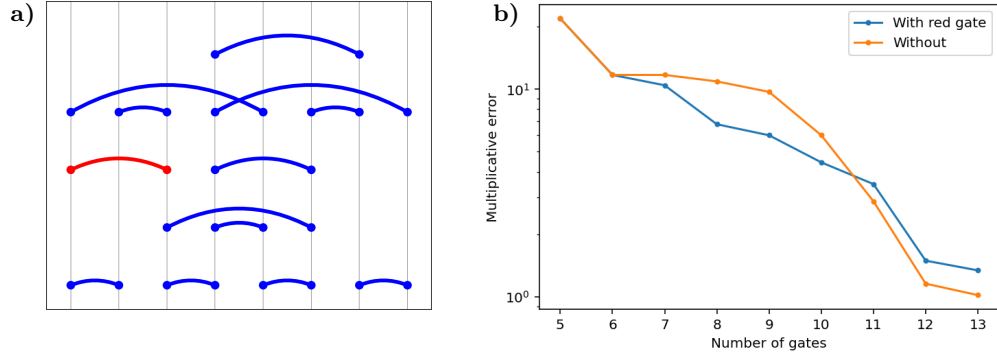 a)
b)
With red gate
Without
Multiplicative error
10¹
10⁰
5 6 7 8 9 10 11 12 13
Number of gates